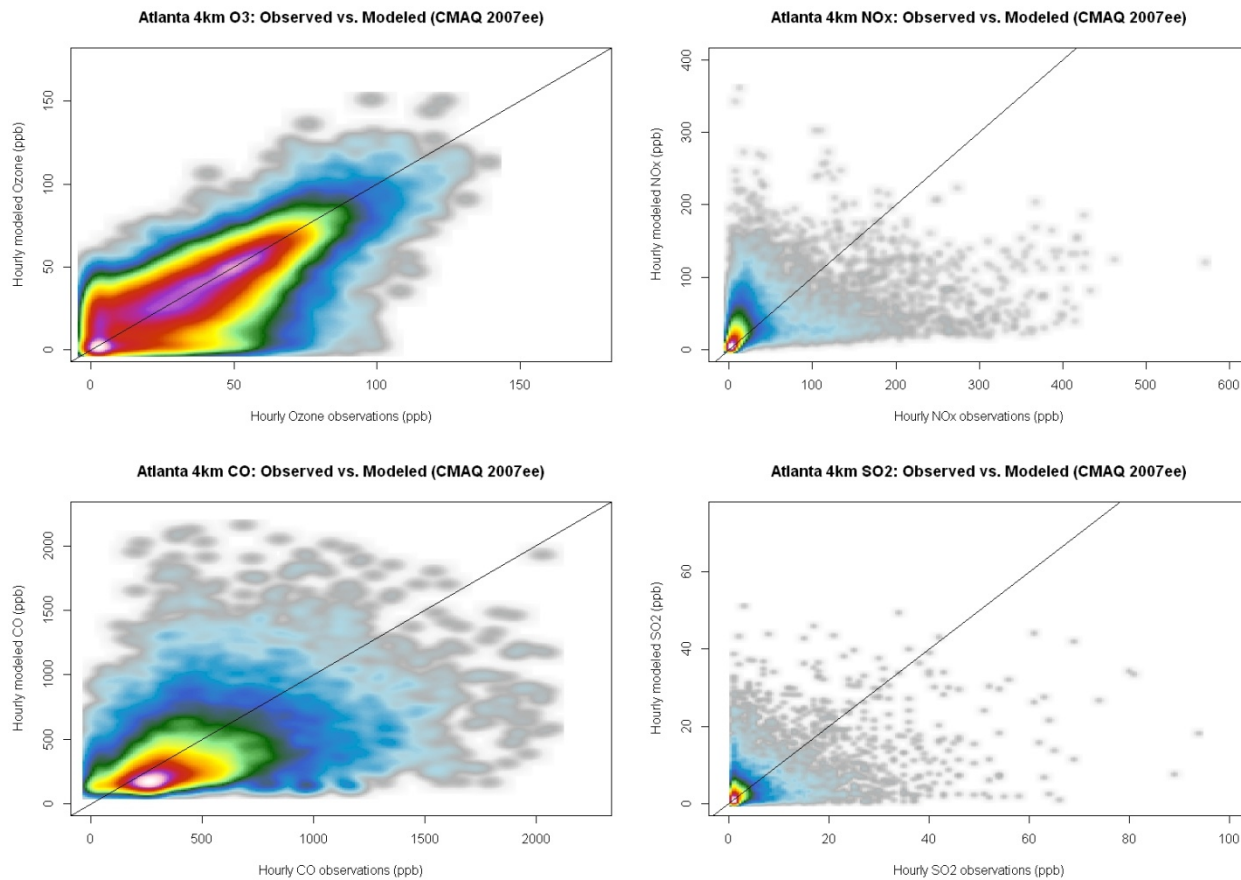 Atlanta 4km O3: Observed vs. Modeled (CMAQ 2007ee)
Hourly modeled Ozone (ppb)
150
100
50
0
0 50 100 150
Hourly Ozone observations (ppb)
Atlanta 4km NOx: Observed vs. Modeled (CMAQ 2007ee)
Hourly modeled NOx (ppb)
400
300
200
100
0
0 100 200 300 400 500 600
Hourly NOx observations (ppb)
Atlanta 4km CO: Observed vs. Modeled (CMAQ 2007ee)
Hourly modeled CO (ppb)
2000
1500
1000
500
0
0 500 1000 1500 2000
Hourly CO observations (ppb)
Atlanta 4km SO2: Observed vs. Modeled (CMAQ 2007ee)
Hourly modeled SO2 (ppb)
60
40
20
0
0 20 40 60 80 100
Hourly SO2 observations (ppb)